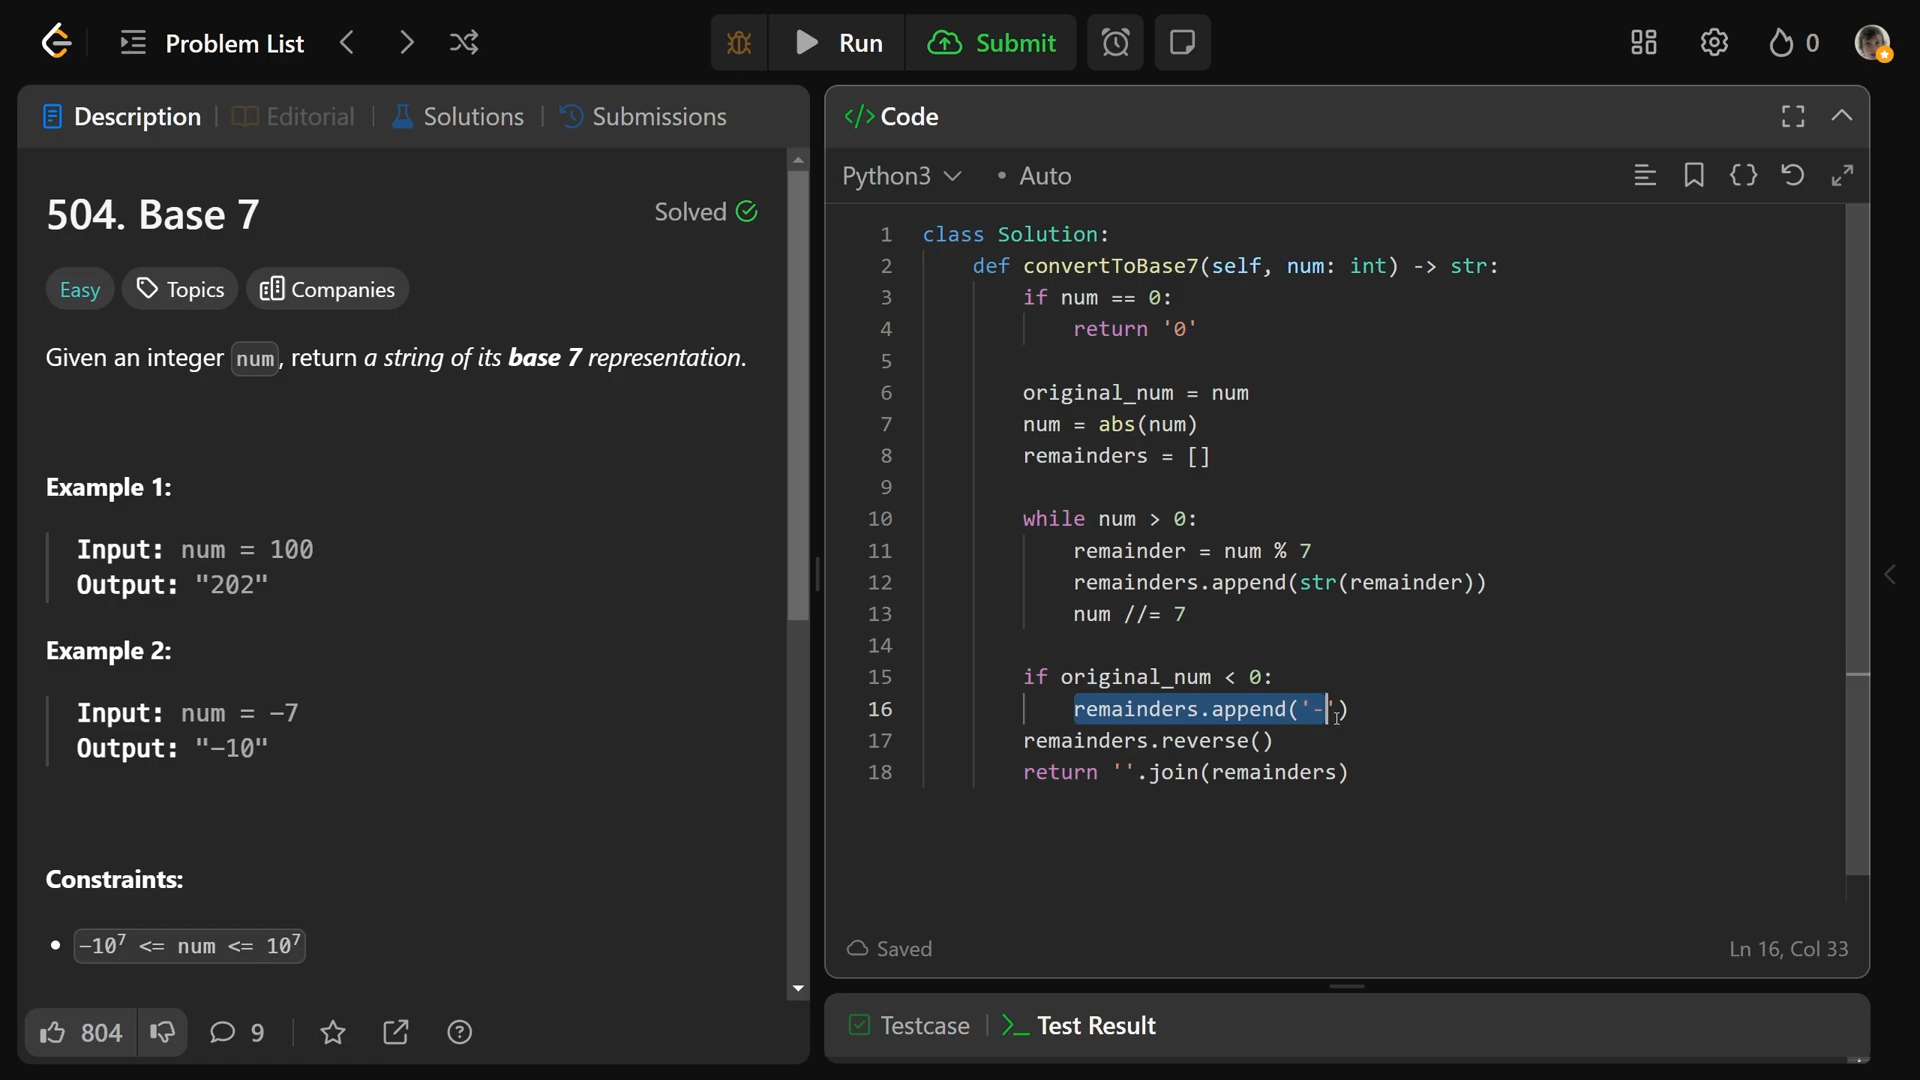 Problem List
Run
Submit
0
Description
Editorial
Solutions
Submissions
504. Base 7
Solved
Easy
Topics
Companies
Given an integer num, return a string of its base 7 representation.
Example 1:
Input: num = 100
Output: "202"
Example 2:
Input: num = -7
Output: "-10"
Constraints:
-10⁷ <= num <= 10⁷
804
9
</> Code
Python3
Auto
1 class Solution:
2 def convertToBase7(self, num: int) -> str:
3 if num == 0:
4 return '0'
5
6 original_num = num
7 num = abs(num)
8 remainders = []
9
10 while num > 0:
11 remainder = num % 7
12 remainders.append(str(remainder))
13 num //= 7
14
15 if original_num < 0:
16 remainders.append('-')
17 remainders.reverse()
18 return ''.join(remainders)
Saved
Ln 16, Col 33
Testcase
Test Result